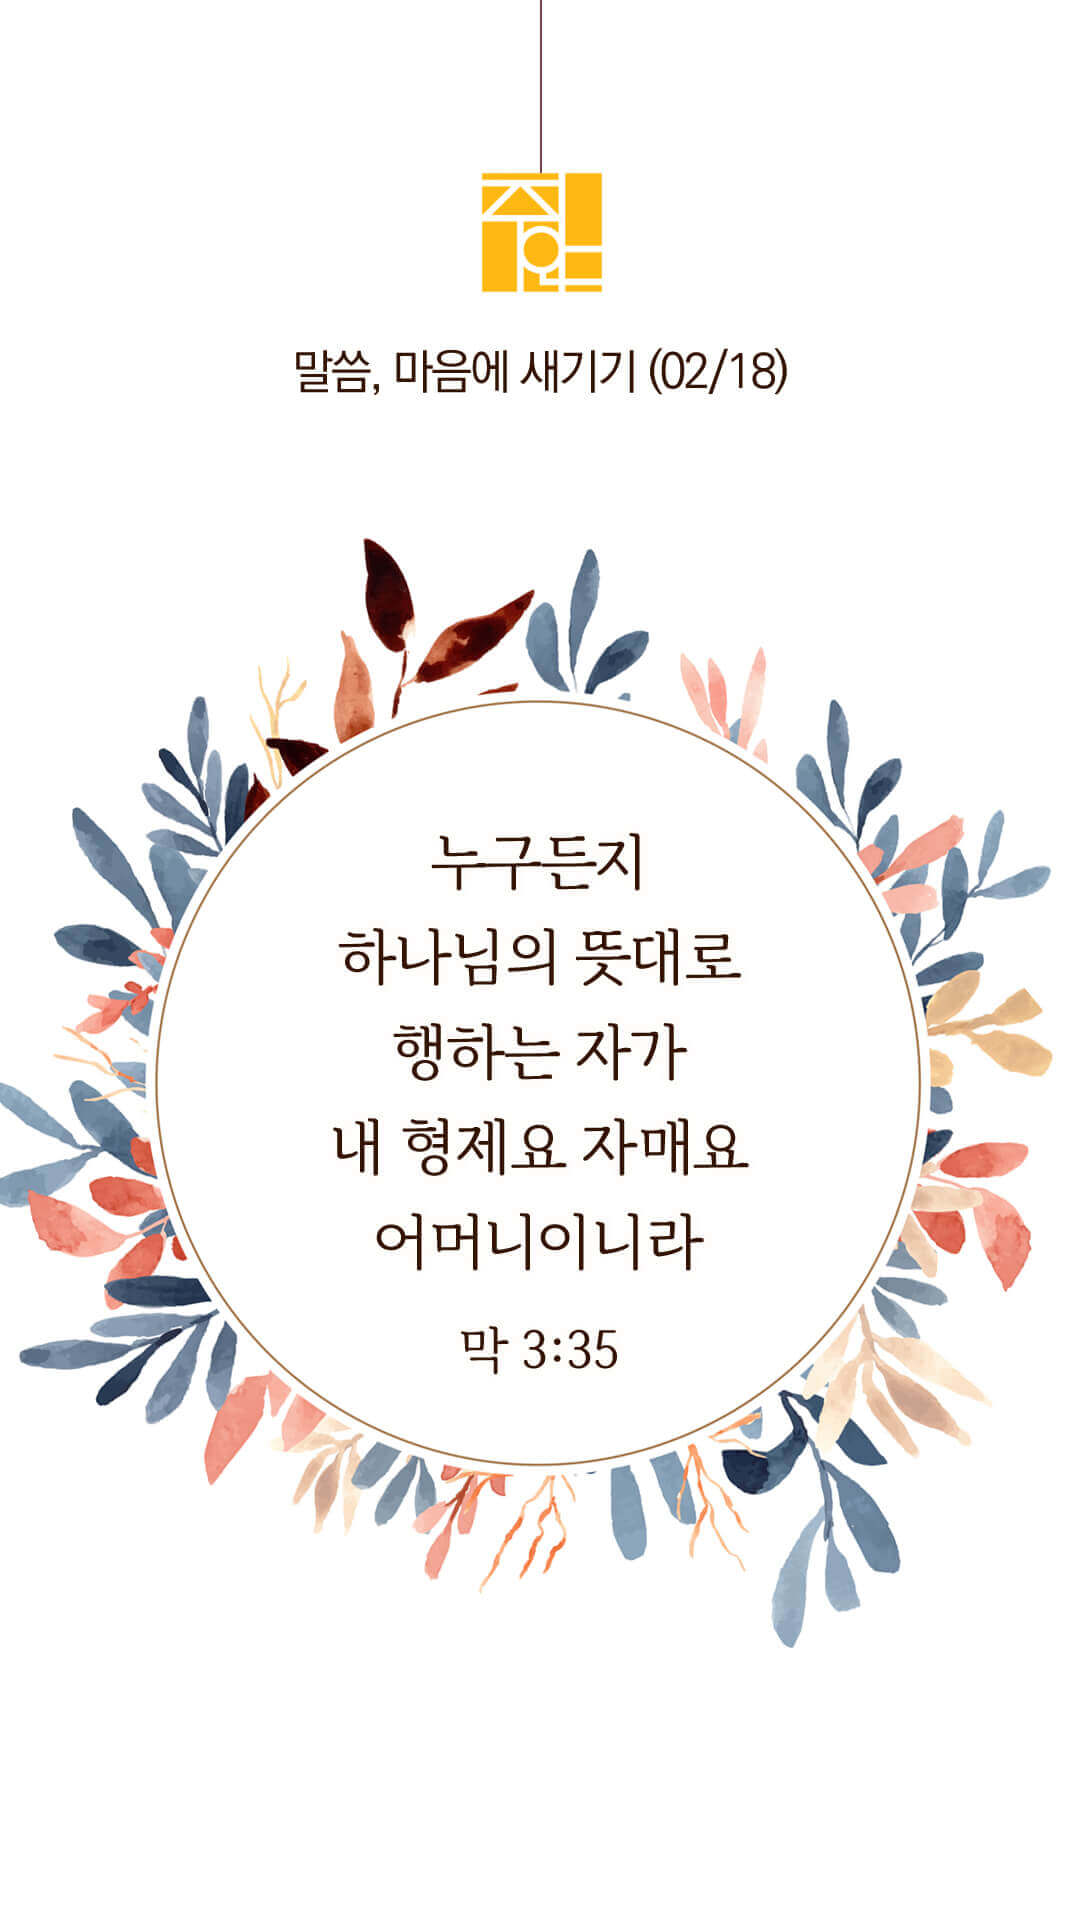 말씀, 마음에 새기기 (02/18)
누구든지
하나님의 뜻대로
행하는 자가
내 형제요 자매요
어머니이니라
막 3:35